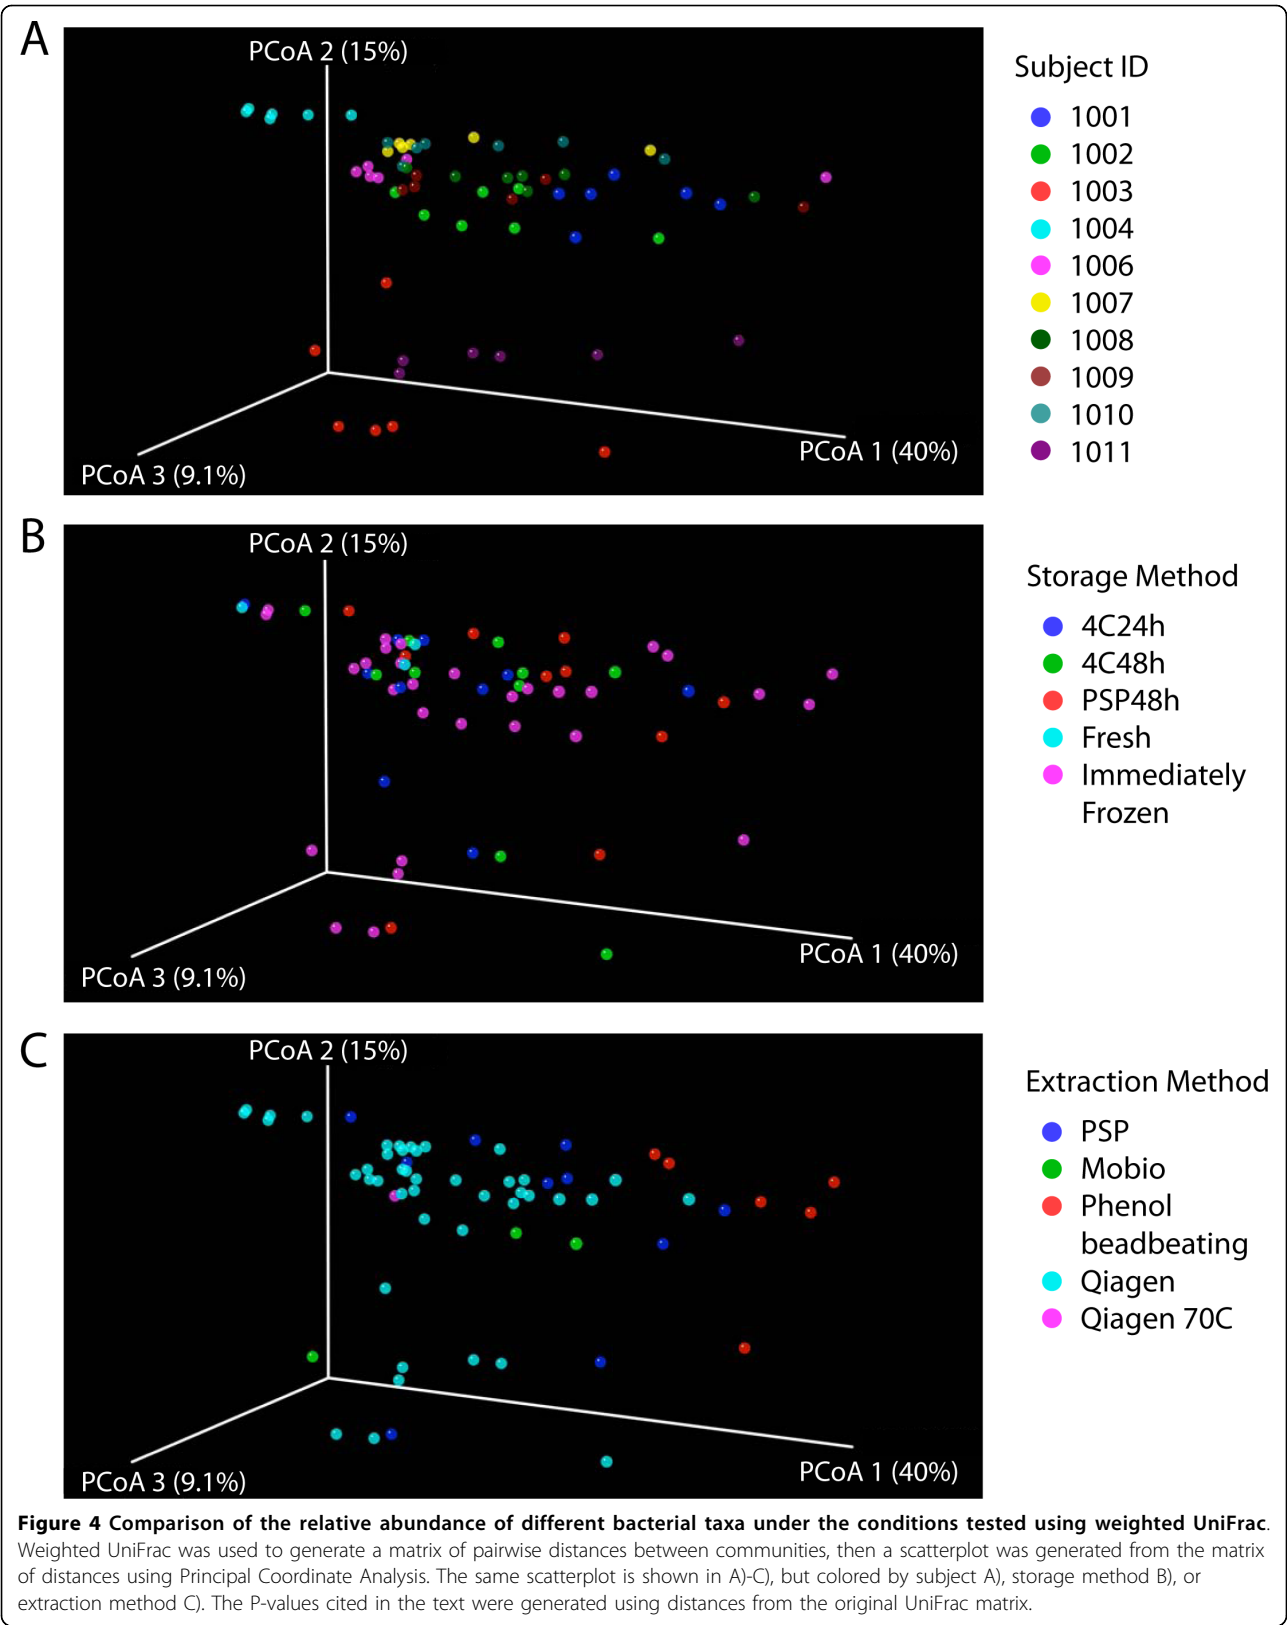 A
PCoA 2 (15%)
PCoA 1 (40%)
PCoA 3 (9.1%)
Subject ID
1001
1002
1003
1004
1006
1007
1008
1009
1010
1011
B
PCoA 2 (15%)
PCoA 1 (40%)
PCoA 3 (9.1%)
Storage Method
4C24h
4C48h
PSP48h
Fresh
Immediately
Frozen
C
PCoA 2 (15%)
PCoA 1 (40%)
PCoA 3 (9.1%)
Extraction Method
PSP
Mobio
Phenol
beadbeating
Qiagen
Qiagen 70C
Figure 4 Comparison of the relative abundance of different bacterial taxa under the conditions tested using weighted UniFrac.
Weighted UniFrac was used to generate a matrix of pairwise distances between communities, then a scatterplot was generated from the matrix
of distances using Principal Coordinate Analysis. The same scatterplot is shown in A)-C), but colored by subject A), storage method B), or
extraction method C). The P-values cited in the text were generated using distances from the original UniFrac matrix.